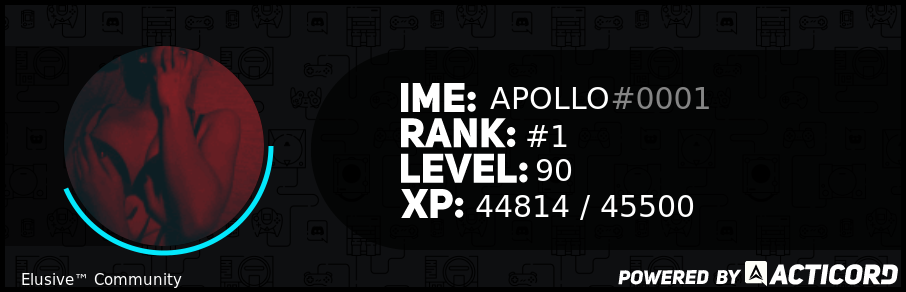 IME: APOLLO#0001
RANK: #1
LEVEL: 90
XP: 44814 / 45500
Elusive™ Community
POWERED BY ACTICORD